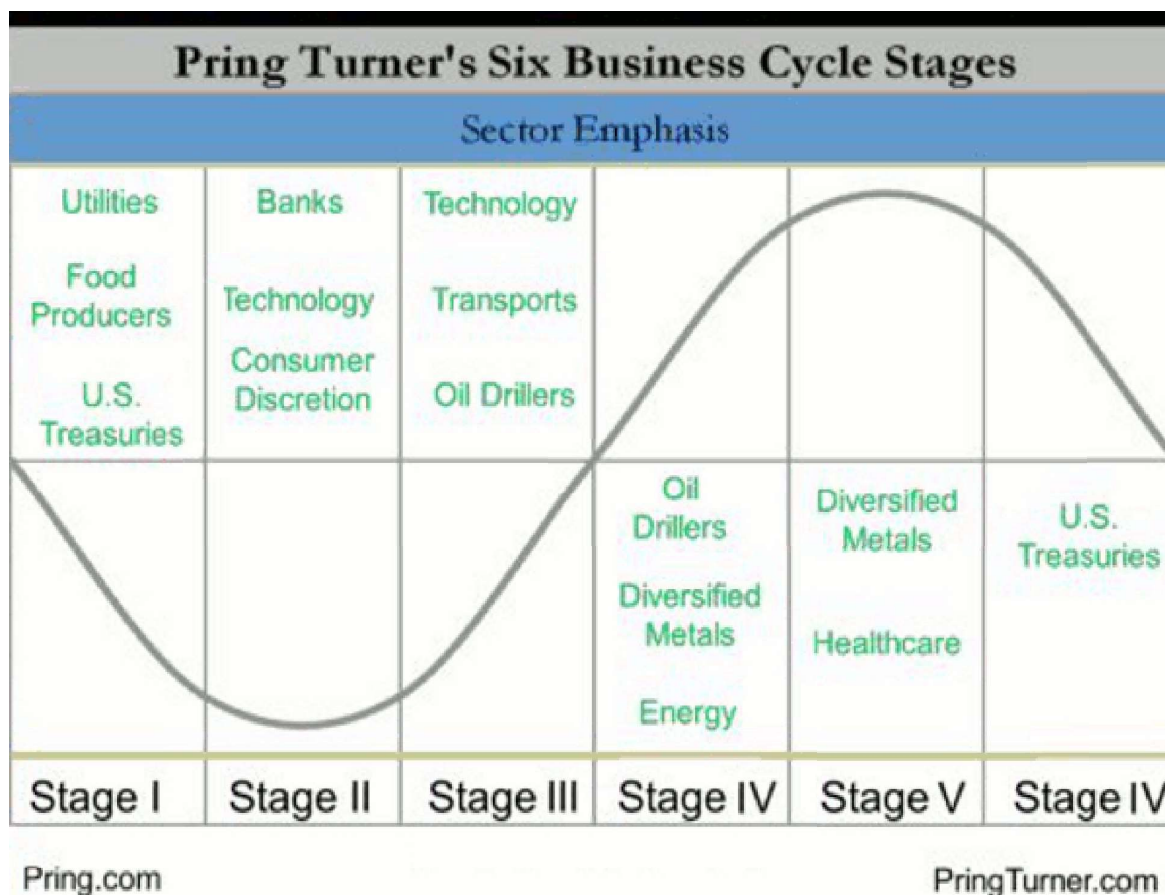 Pring Turner's Six Business Cycle Stages
Sector Emphasis
Utilities
Food
Producers
U.S.
Treasuries
Banks
Technology
Consumer
Discretion
Technology
Transports
Oil Drillers
Oil
Drillers
Diversified
Metals
Energy
Diversified
Metals
Healthcare
U.S.
Treasuries
Stage I
Stage II
Stage III
Stage IV
Stage V
Stage IV
Pring.com
PringTurner.com